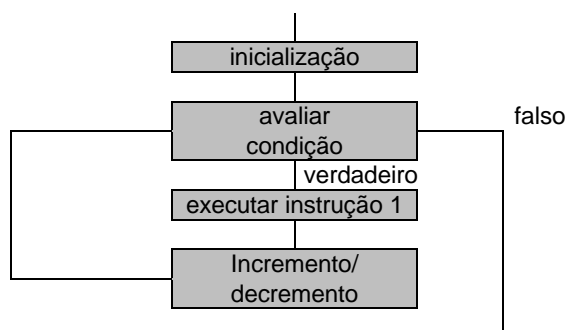 inicialização
avaliar
condição
falso
verdadeiro
executar instrução 1
Incremento/
decremento